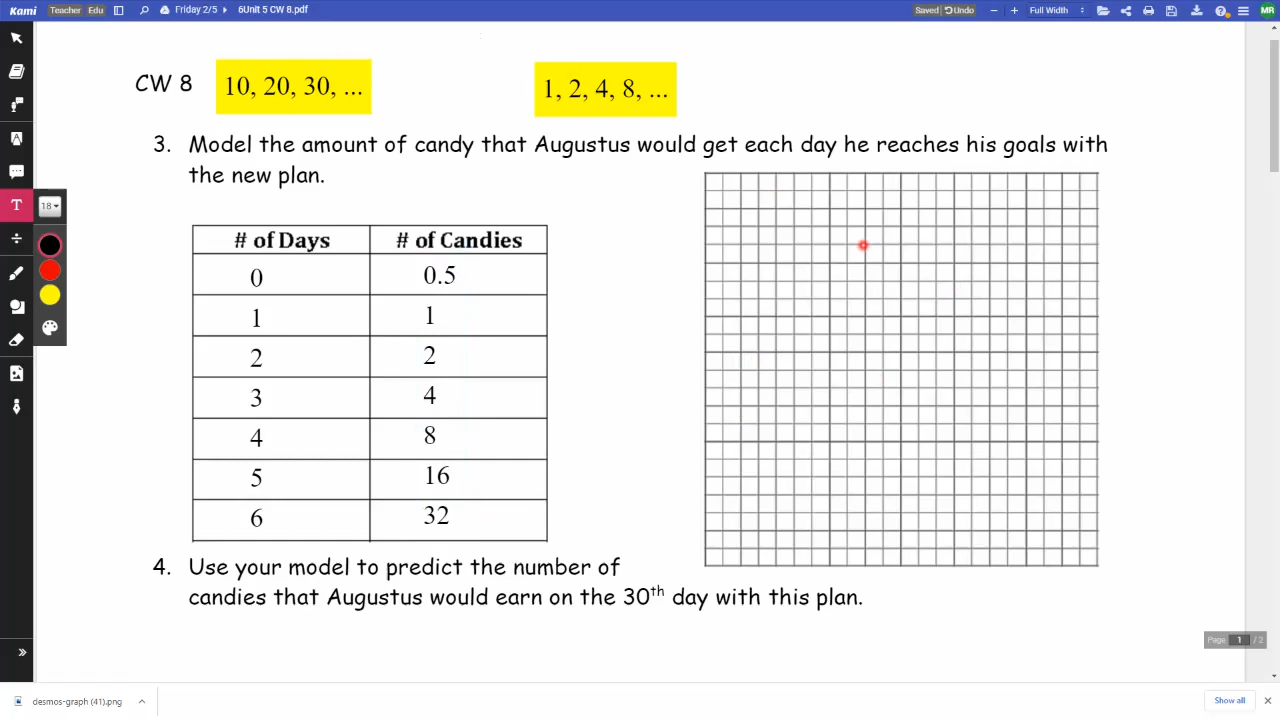 Kami Teacher Edu Friday 2/5 6Unit 5 CW 8.pdf Saved Undo Full Width MR
CW 8 10, 20, 30, ... 1, 2, 4, 8, ...
3. Model the amount of candy that Augustus would get each day he reaches his goals with
the new plan.
T 18
# of Days # of Candies
0 0.5
1 1
2 2
3 4
4 8
5 16
6 32
4. Use your model to predict the number of
candies that Augustus would earn on the 30th day with this plan.
Page 1 / 2
desmos-graph (41).png Show all